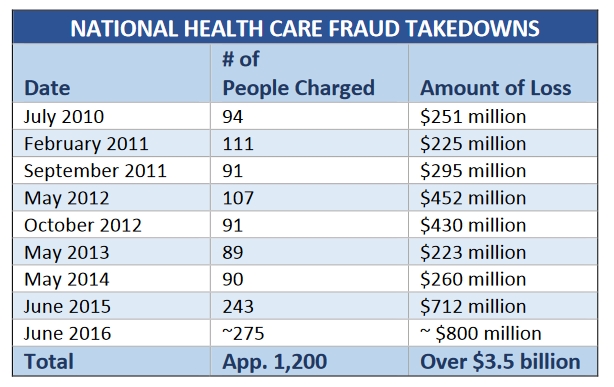 NATIONAL HEALTH CARE FRAUD TAKEDOWNS
# of
Date People Charged Amount of Loss
July 2010 94 $251 million
February 2011 111 $225 million
September 2011 91 $295 million
May 2012 107 $452 million
October 2012 91 $430 million
May 2013 89 $223 million
May 2014 90 $260 million
June 2015 243 $712 million
June 2016 ~275 ~ $800 million
Total App. 1,200 Over $3.5 billion